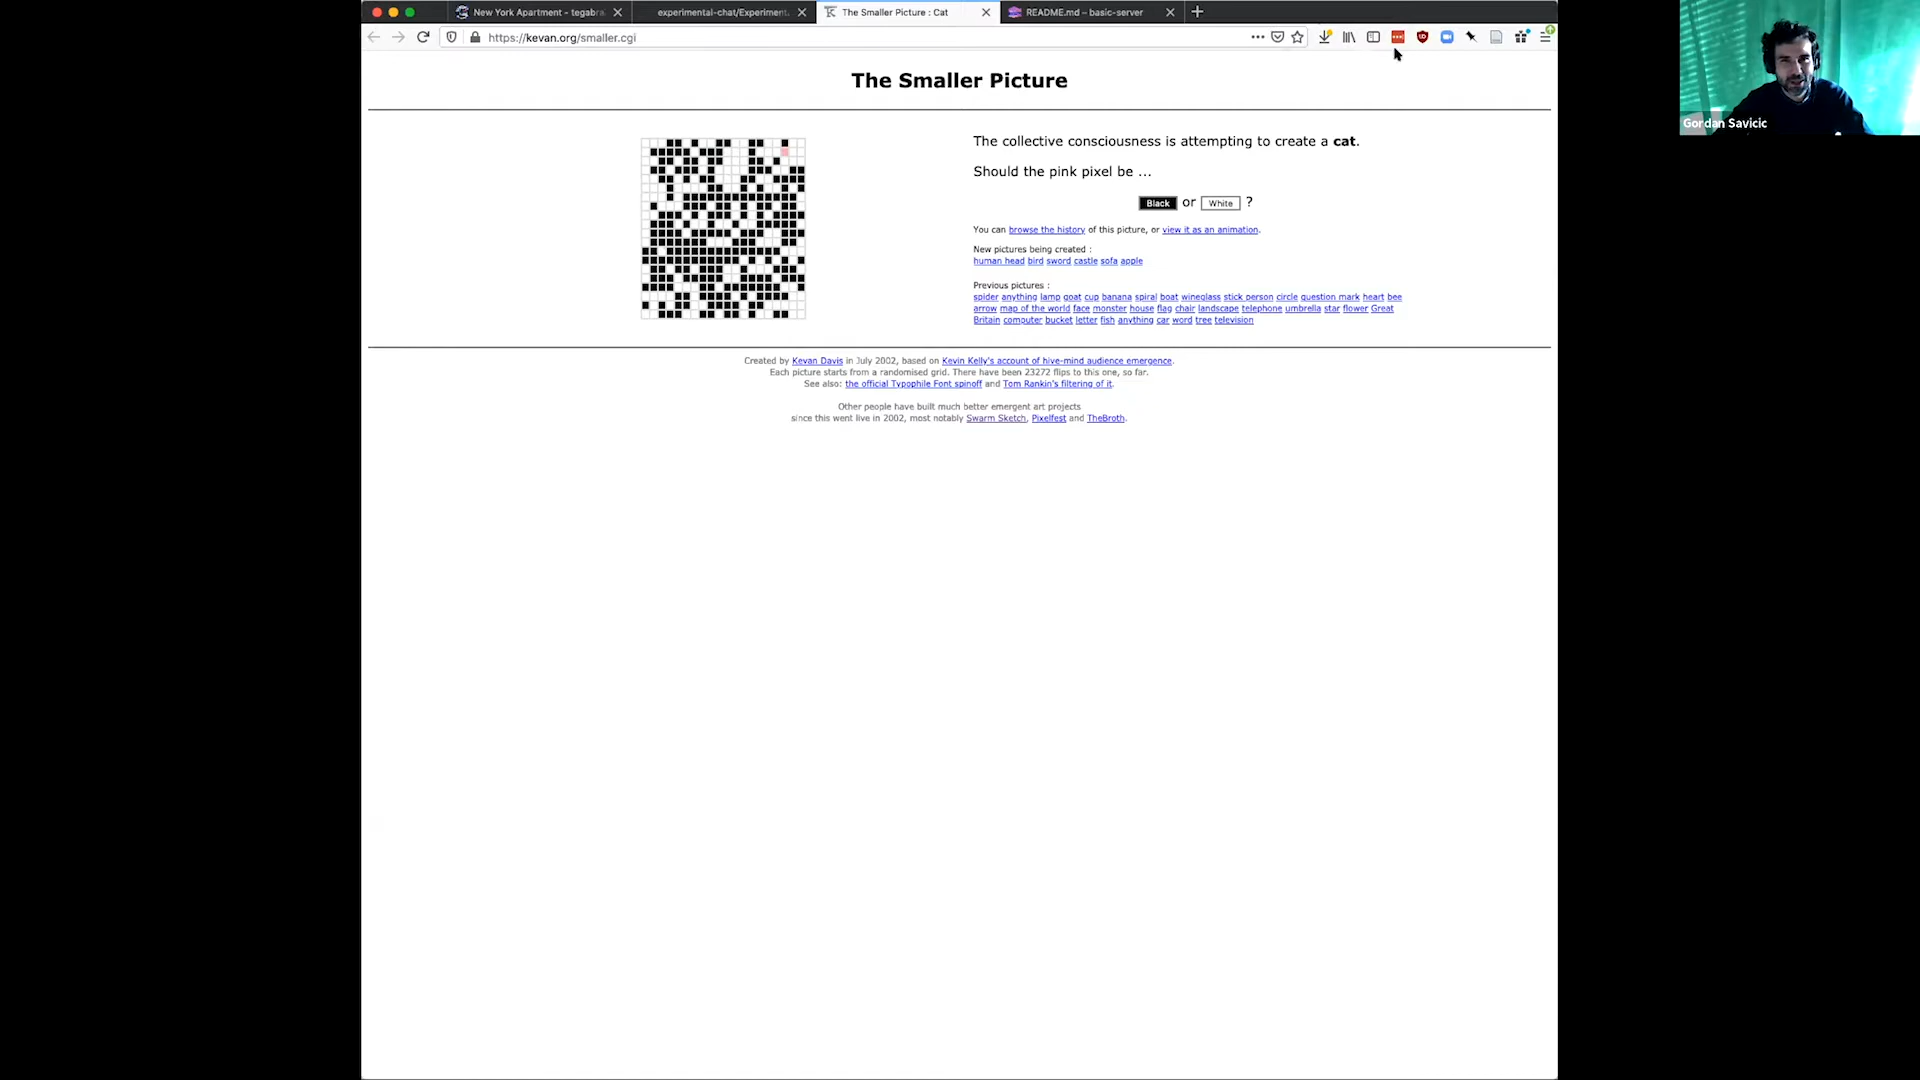 New York Apartment – tegabra
experimental-chat/Experiment.
The Smaller Picture : Cat
README.md – basic-server
https://kevan.org/smaller.cgi
Gordan Savicic
The Smaller Picture
The collective consciousness is attempting to create a cat.
Should the pink pixel be ...
Black or White ?
You can browse the history of this picture, or view it as an animation.
New pictures being created :
human head bird sword castle sofa apple
Previous pictures :
spider anything lamp goat cup banana spiral boat wineglass stick person circle question mark heart bee
arrow map of the world face monster house flag chair landscape telephone umbrella star flower Great
Britain computer bucket letter fish anything car word tree television
Created by Kevan Davis in July 2002, based on Kevin Kelly's account of hive-mind audience emergence.
Each picture starts from a randomised grid. There have been 23272 flips to this one, so far.
See also: the official Typophile Font spinoff and Tom Rankin's filtering of it.
Other people have built much better emergent art projects
since this went live in 2002, most notably Swarm Sketch, Pixelfest and TheBroth.